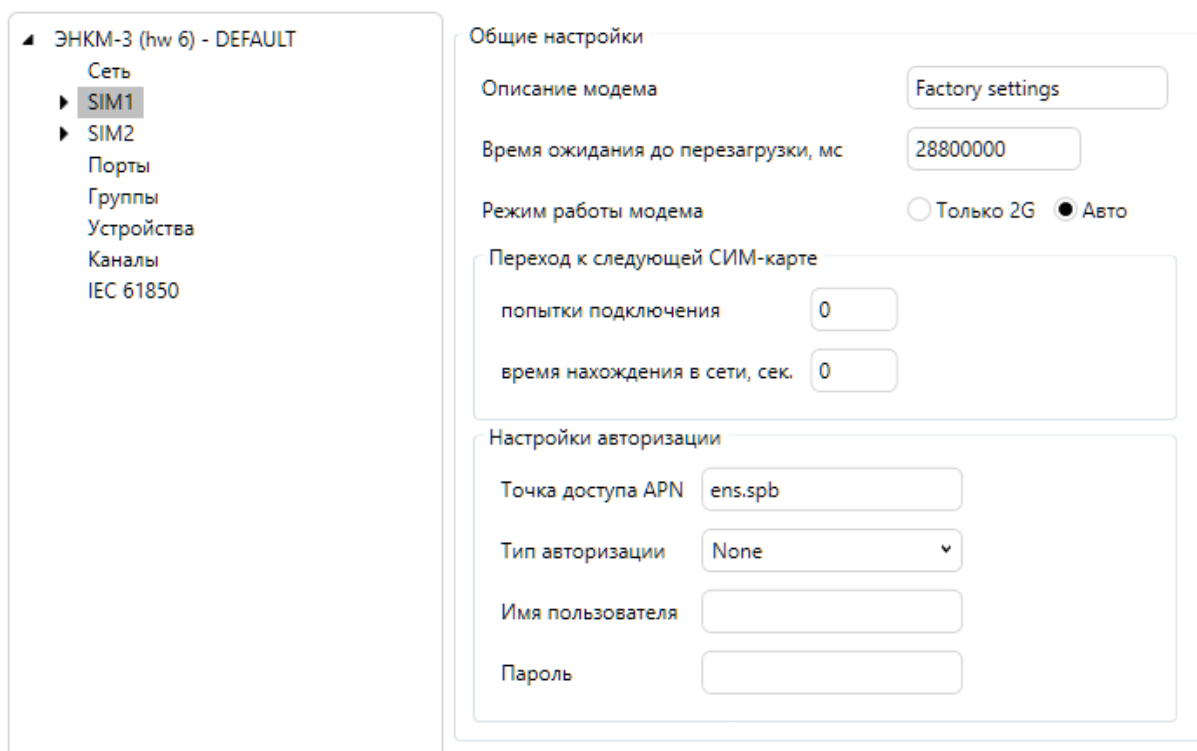 ЭНКМ-3 (hw 6) - DEFAULT
Сеть
SIM1
SIM2
Порты
Группы
Устройства
Каналы
IEC 61850
Общие настройки
Описание модема Factory settings
Время ожидания до перезагрузки, мс 28800000
Режим работы модема Только 2G Авто
Переход к следующей СИМ-карте
попытки подключения 0
время нахождения в сети, сек. 0
Настройки авторизации
Точка доступа APN ens.spb
Тип авторизации None
Имя пользователя
Пароль